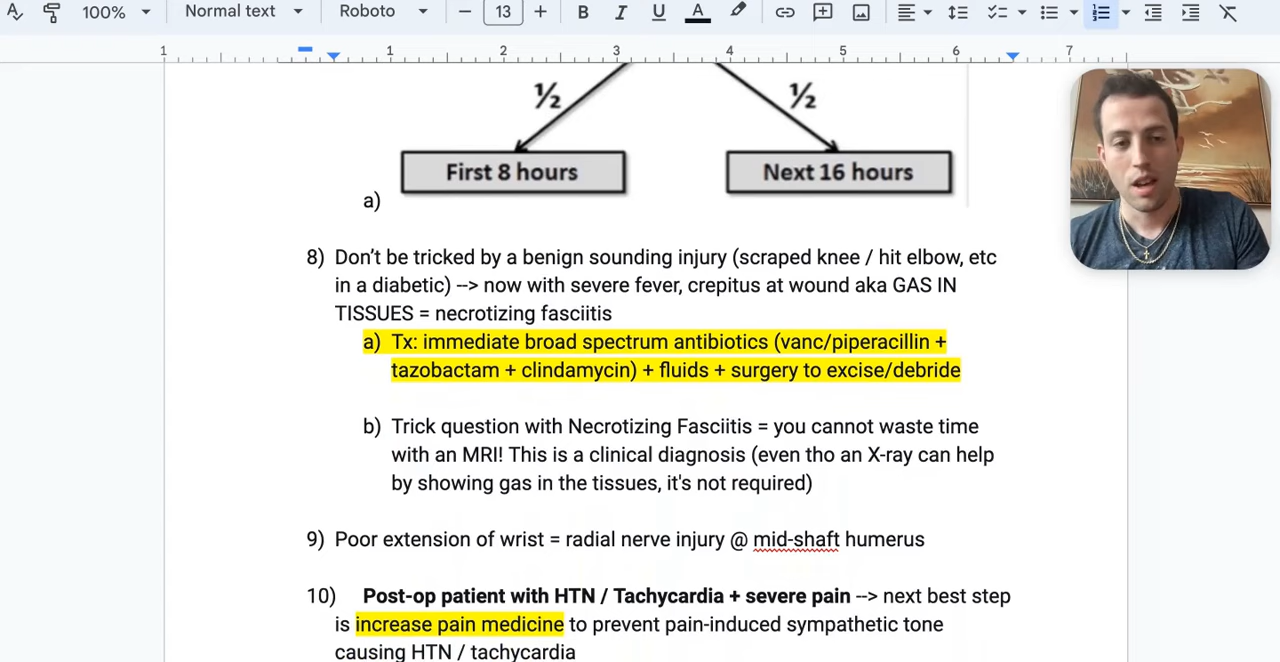 100%
Normal text
Roboto
13
B I U A
1 1 2 3 4 5 6 7
½ ½
First 8 hours Next 16 hours
a)
8) Don't be tricked by a benign sounding injury (scraped knee / hit elbow, etc
in a diabetic) --> now with severe fever, crepitus at wound aka GAS IN
TISSUES = necrotizing fasciitis
a) Tx: immediate broad spectrum antibiotics (vanc/piperacillin +
tazobactam + clindamycin) + fluids + surgery to excise/debride
b) Trick question with Necrotizing Fasciitis = you cannot waste time
with an MRI! This is a clinical diagnosis (even tho an X-ray can help
by showing gas in the tissues, it's not required)
9) Poor extension of wrist = radial nerve injury @ mid-shaft humerus
10) Post-op patient with HTN / Tachycardia + severe pain --> next best step
is increase pain medicine to prevent pain-induced sympathetic tone
causing HTN / tachycardia